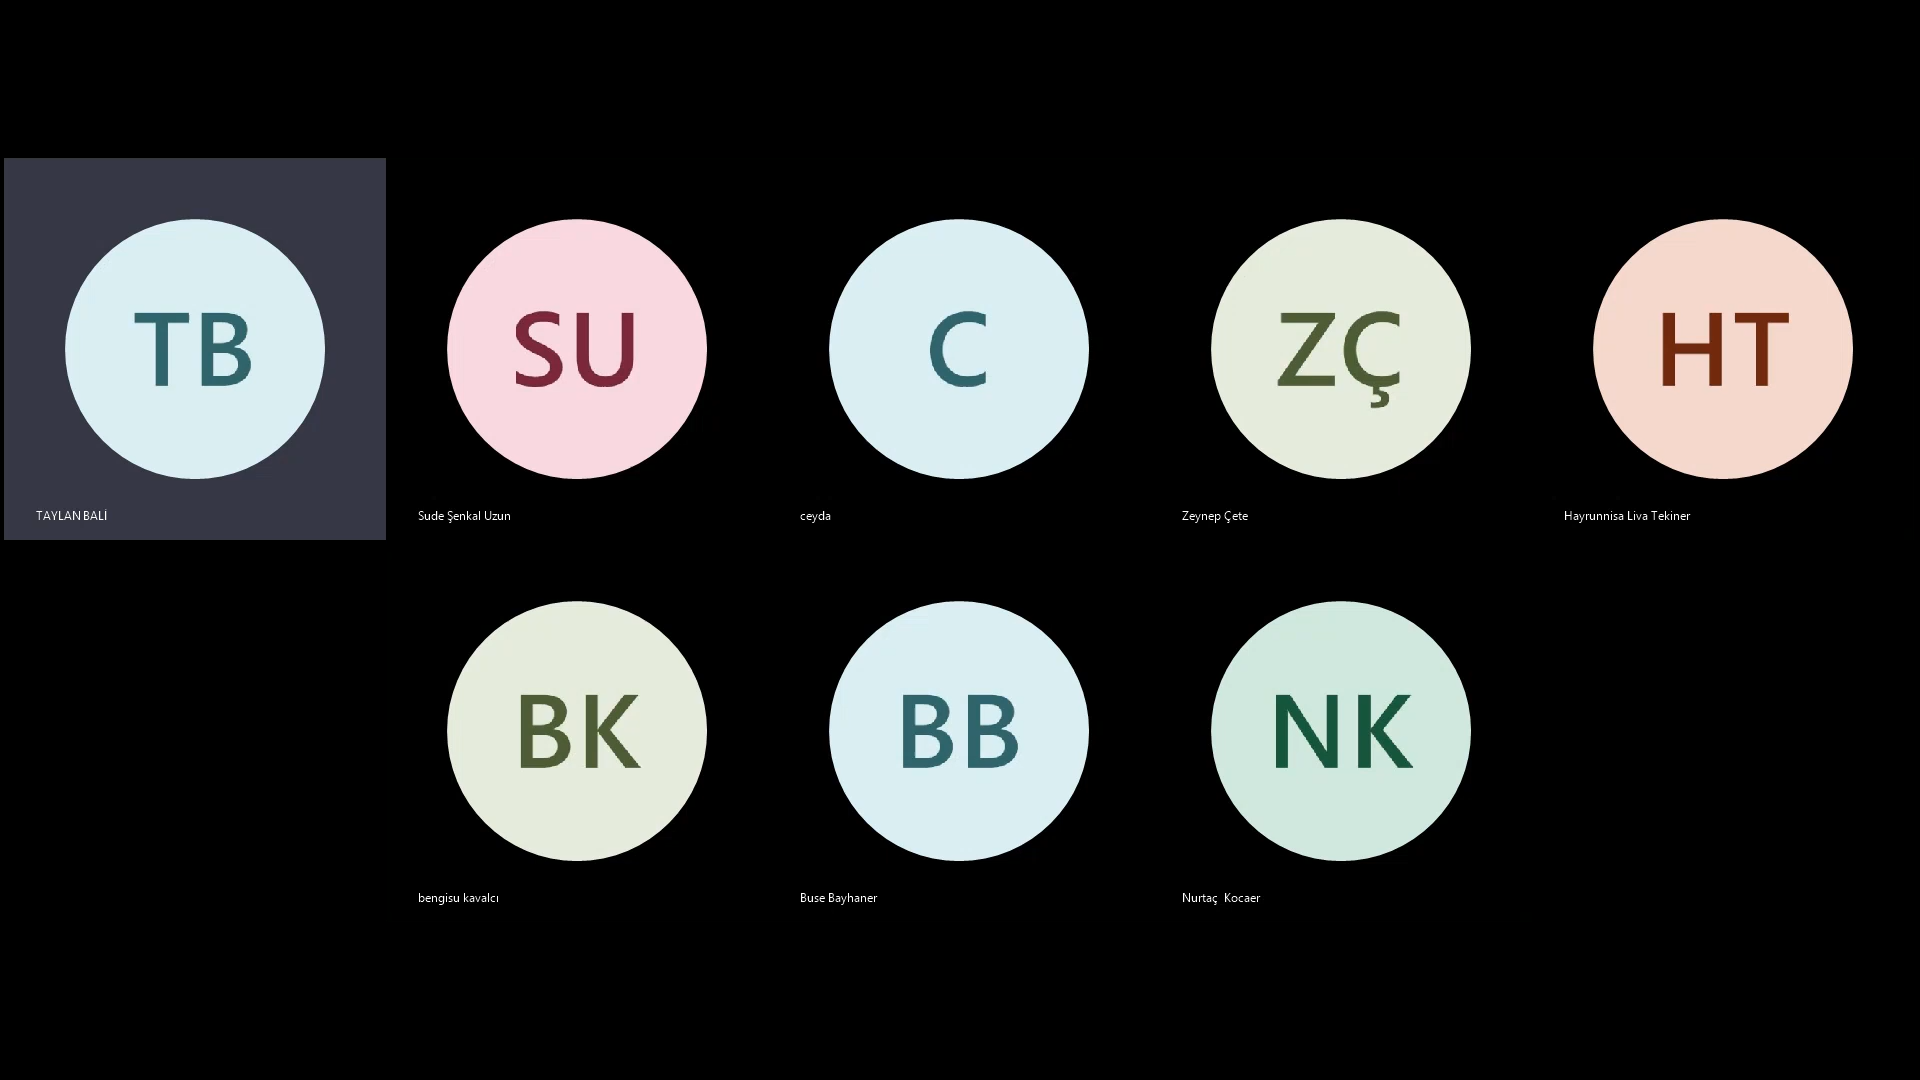 TB
SU
C
ZÇ
HT
TAYLAN BALİ
Sude Şenkal Uzun
ceyda
Zeynep Çete
Hayrunnisa Liva Tekiner
BK
BB
NK
bengisu kavalcı
Buse Bayhaner
Nurtaç  Kocaer